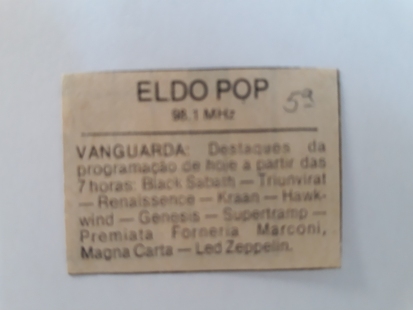 ELDO POP
98.1 MHz
5ª
VANGUARDA: Destaques da
programação de hoje a partir das
7 horas: Black Sabath — Triunvirat
— Renaissence — Kraan — Hawk-
wind — Genesis — Supertramp —
Premiata Forneria Marconi,
Magna Carta — Led Zeppelin.